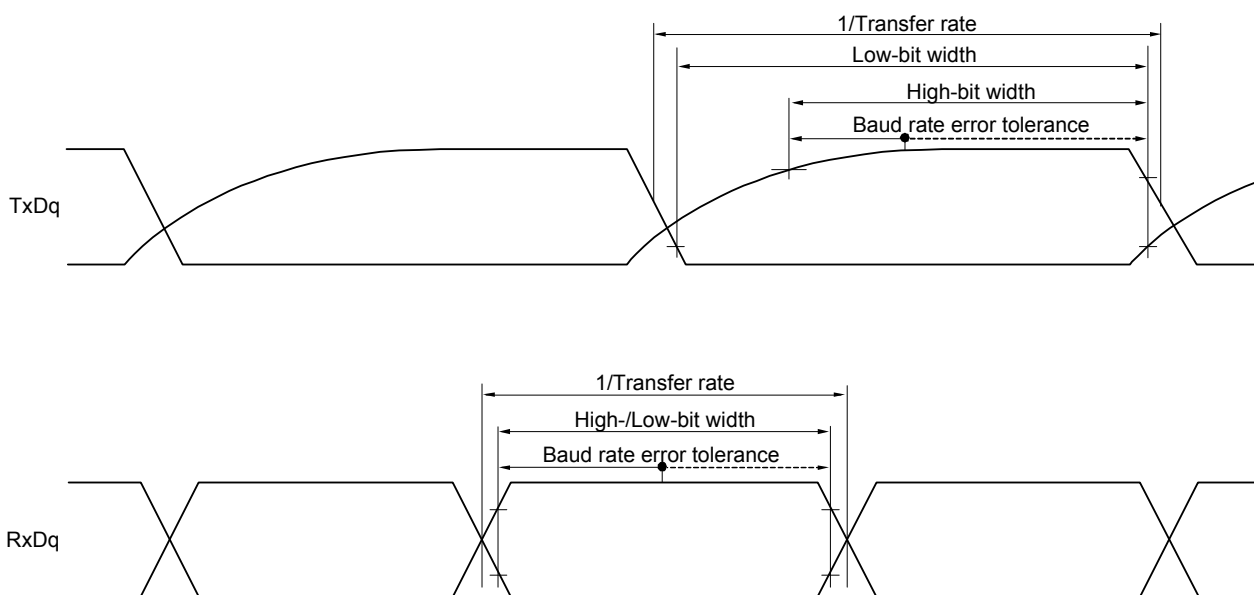 1/Transfer rate
Low-bit width
High-bit width
Baud rate error tolerance
TxDq
1/Transfer rate
High-/Low-bit width
Baud rate error tolerance
RxDq